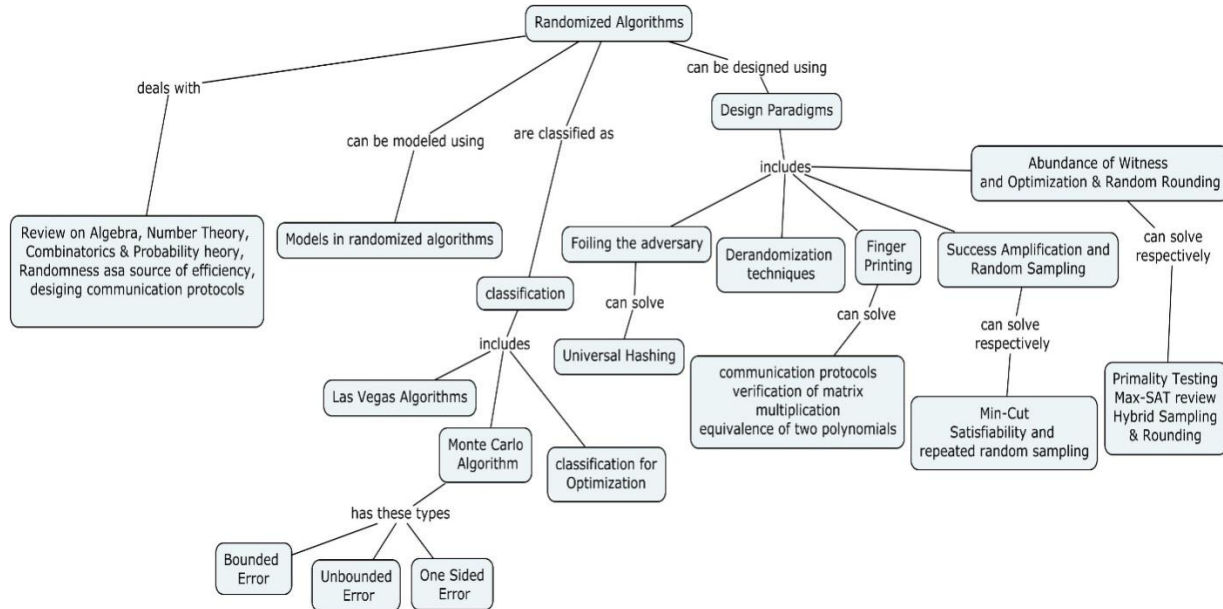 Randomized Algorithms
deals with
can be modeled using
are classified as
can be designed using
Design Paradigms
includes
Abundance of Witness
and Optimization & Random Rounding
Review on Algebra, Number Theory,
Combinatorics & Probability heory,
Randomness asa source of efficiency,
desiging communication protocols
Models in randomized algorithms
classification
Foiling the adversary
Derandomization
techniques
Finger
Printing
Success Amplification and
Random Sampling
can solve
respectively
can solve
can solve
can solve
respectively
includes
Universal Hashing
communication protocols
verification of matrix
multiplication
equivalence of two polynomials
Min-Cut
Satisfiability and
repeated random sampling
Primality Testing
Max-SAT review
Hybrid Sampling
& Rounding
Las Vegas Algorithms
Monte Carlo
Algorithm
classification for
Optimization
has these types
Bounded
Error
Unbounded
Error
One Sided
Error